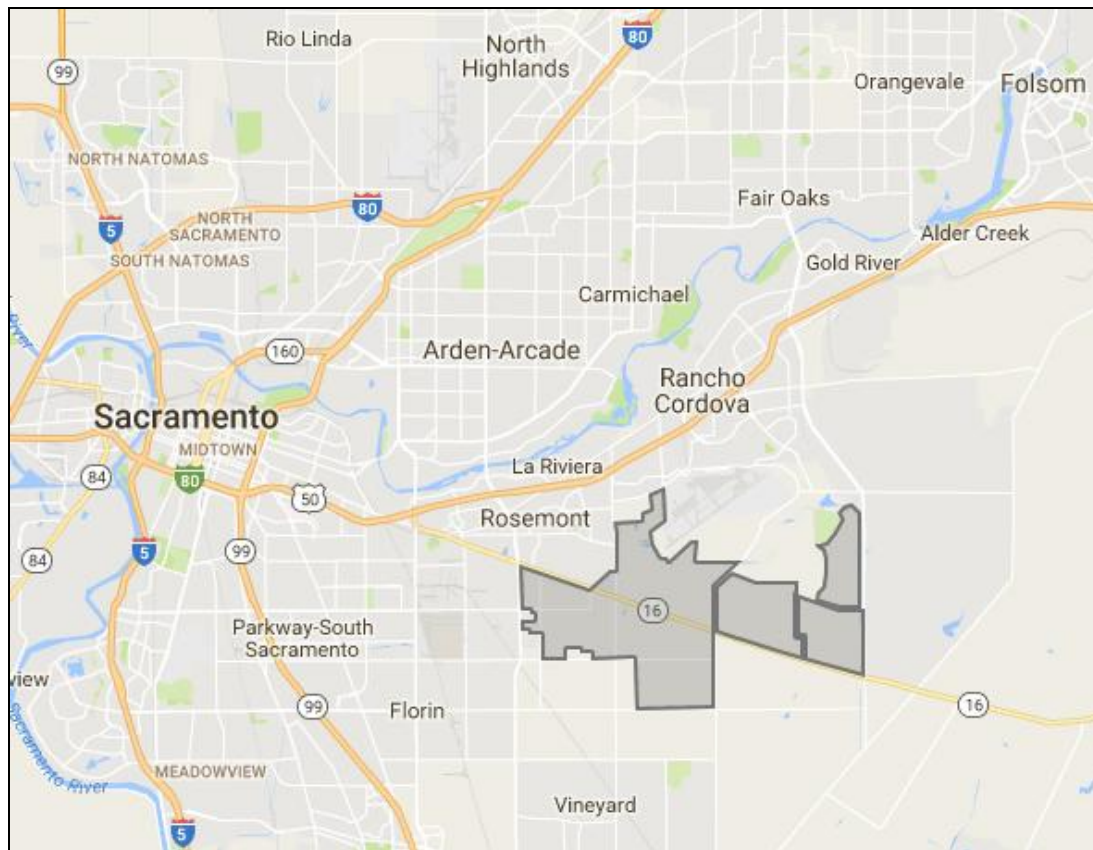 Rio Linda
North
Highlands
80
99
Orangevale
Folsom
NORTH NATOMAS
80
Fair Oaks
5
NORTH
SACRAMENTO
Alder Creek
SOUTH NATOMAS
Gold River
Carmichael
River
160
Arden-Arcade
Rancho
Cordova
Sacramento
MIDTOWN
La Riviera
84
80
50
Rosemont
99
5
84
16
Parkway-South
Sacramento
view
99
Florin
16
Sacramento River
MEADOWVIEW
Vineyard
5